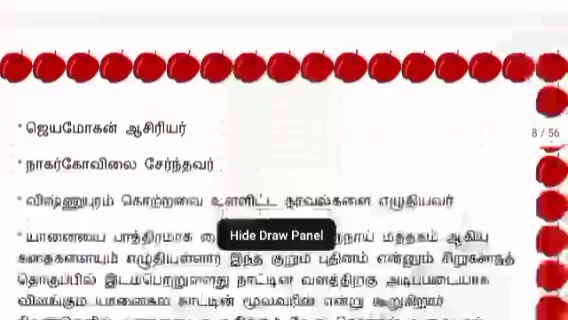 * ஜெயமோகன் ஆசிரியர்
8 / 56
* நாகர்கோவிலை சேர்ந்தவர்
* விஷ்ணுபுரம் கொற்றவை உள்ளிட்ட நாவல்களை எழுதியவர்
* யானையை பாத்திரமாக மத்தகம் ஆகிய
Hide Draw Panel
கதைகளையும் எழுதியுள்ளார் இந்த குறும் புதினம் என்னும் சிறுகதைத்
தொகுப்பில் இடம்பெற்றுள்ளது நாட்டின் வளத்திற்கு அடிப்படையாக
விளங்கும் யானைகள் காட்டின் மூலவரின் என்று கூறுகிறார்